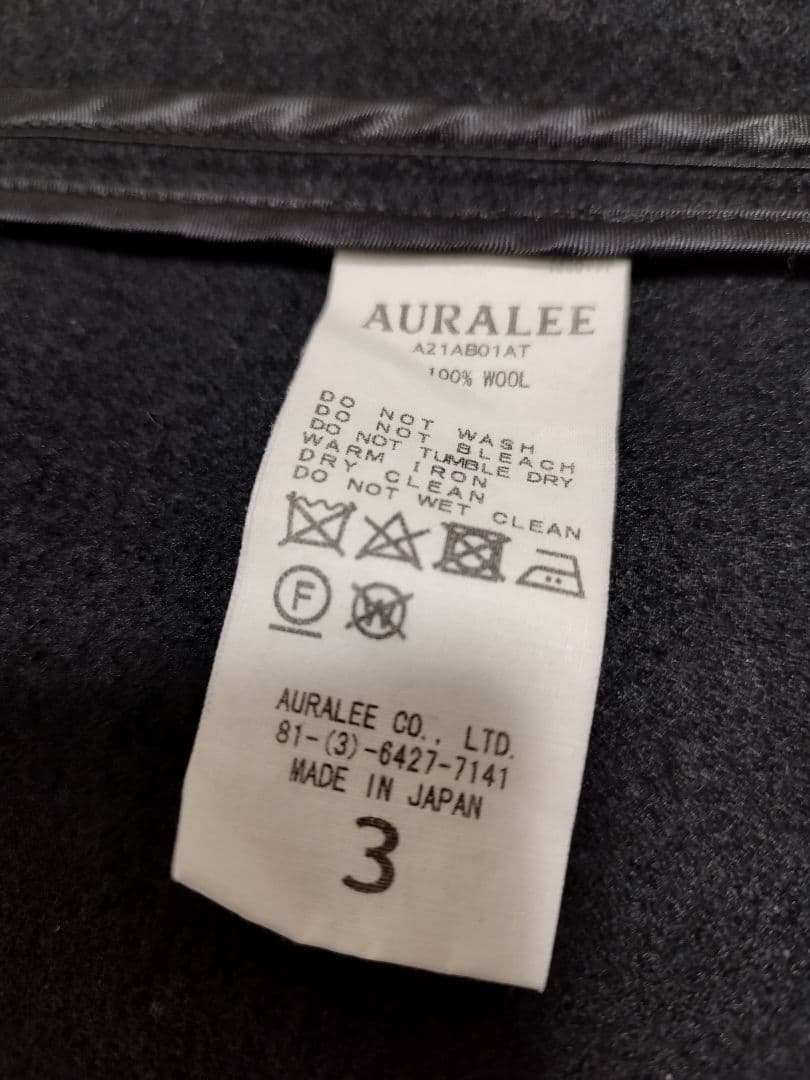 AURALEE
A21AB01AT
100% WOOL
DO NOT WASH
DO NOT BLEACH
DO NOT TUMBLE DRY
WARM IRON
DRY CLEAN
DO NOT WET CLEAN
F W
AURALEE CO., LTD.
81-(3)-6427-7141
MADE IN JAPAN
3